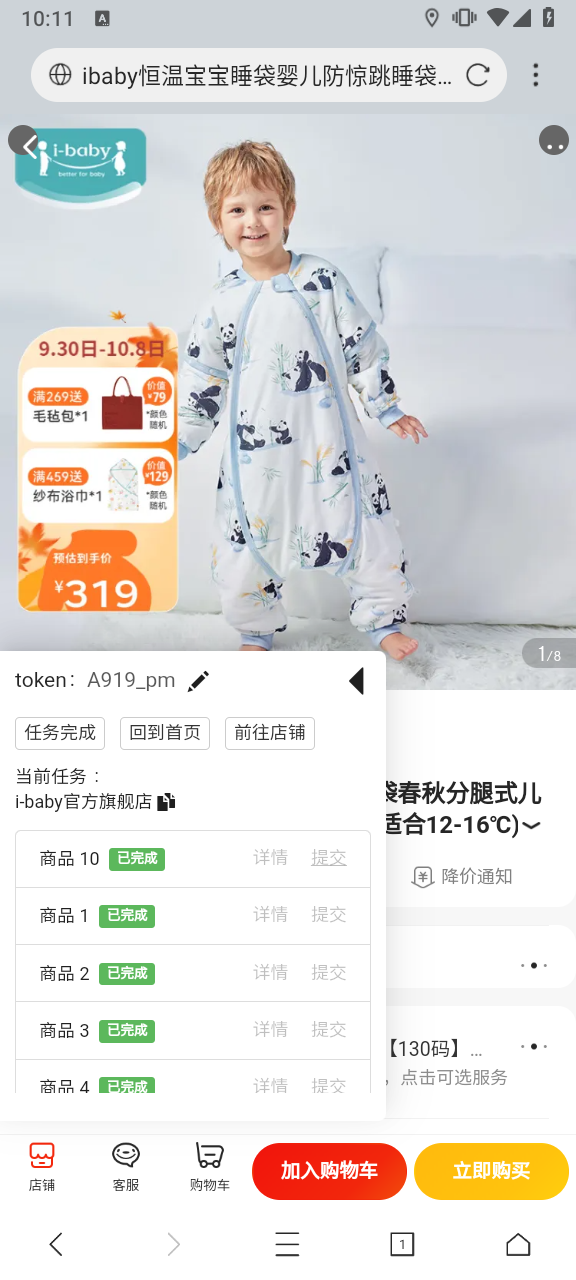 10:11
A
ibaby恒温宝宝睡袋婴儿防惊跳睡袋…
i-baby
better for baby
9.30日-10.8日
满269送
毛毡包*1
价值
¥79
*颜色
随机
满459送
纱布浴巾*1
价值
¥129
*颜色
随机
预估到手价
¥319
1/8
token： A919_pm
任务完成
回到首页
前往店铺
当前任务：
i-baby官方旗舰店
袋春秋分腿式儿
适合12-16℃)
降价通知
商品 10 已完成 详情 提交
商品 1 已完成 详情 提交
商品 2 已完成 详情 提交
商品 3 已完成 详情 提交
商品 4 已完成 详情 提交
【130码】…
，点击可选服务
店铺
客服
购物车
加入购物车
立即购买
1